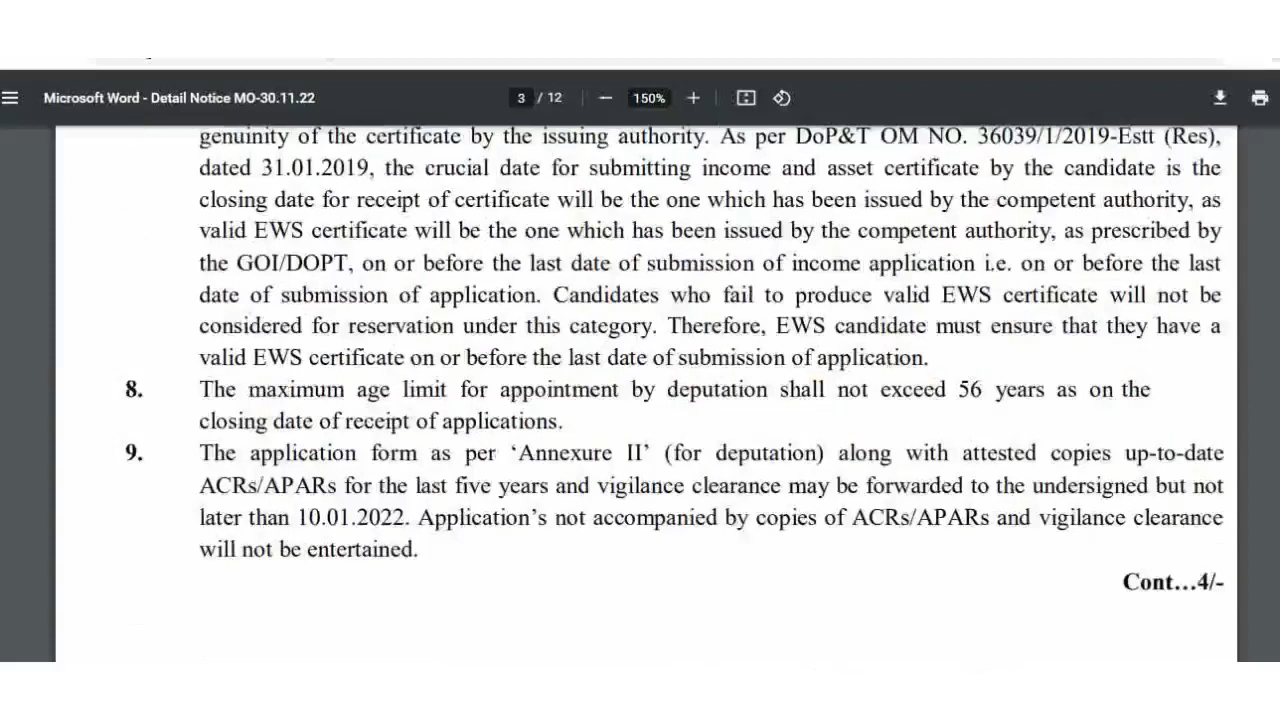 Microsoft Word - Detail Notice MO-30.11.22
3 / 12
150%
genuinity of the certificate by the issuing authority. As per DoP&T OM NO. 36039/1/2019-Estt (Res),
dated 31.01.2019, the crucial date for submitting income and asset certificate by the candidate is the
closing date for receipt of certificate will be the one which has been issued by the competent authority, as
valid EWS certificate will be the one which has been issued by the competent authority, as prescribed by
the GOI/DOPT, on or before the last date of submission of income application i.e. on or before the last
date of submission of application. Candidates who fail to produce valid EWS certificate will not be
considered for reservation under this category. Therefore, EWS candidate must ensure that they have a
valid EWS certificate on or before the last date of submission of application.
8. The maximum age limit for appointment by deputation shall not exceed 56 years as on the
closing date of receipt of applications.
9. The application form as per ‘Annexure II’ (for deputation) along with attested copies up-to-date
ACRs/APARs for the last five years and vigilance clearance may be forwarded to the undersigned but not
later than 10.01.2022. Application’s not accompanied by copies of ACRs/APARs and vigilance clearance
will not be entertained.
Cont…4/-